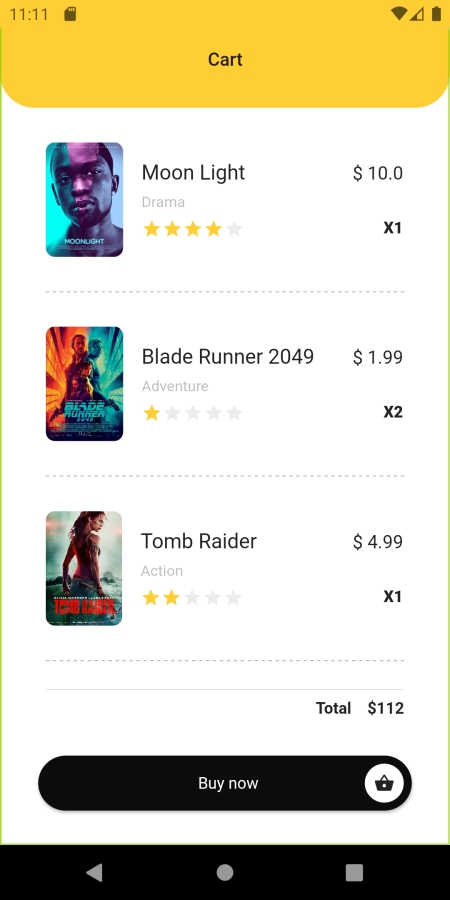 11:11
Cart
Moon Light
$ 10.0
Drama
X1
MOONLIGHT
Blade Runner 2049
$ 1.99
Adventure
X2
BLADE
RUNNER
2049
Tomb Raider
$ 4.99
Action
X1
TOMB RAIDER
Total $112
Buy now